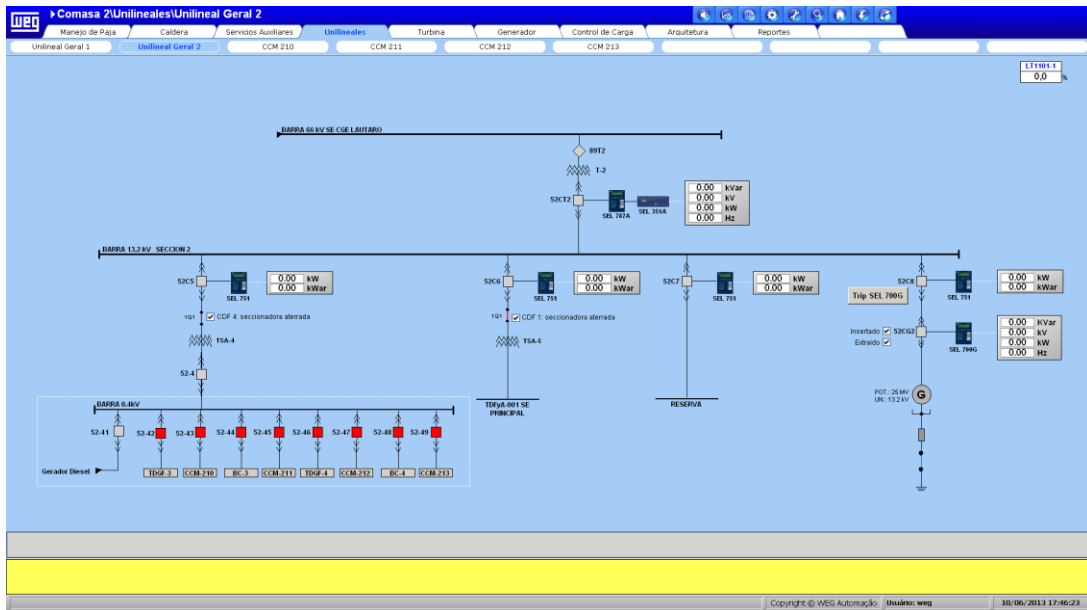 weg Comasa 2\Unilineales\Unilineal Geral 2
Manejo de Paja Caldera Servicios Auxiliares Unilineales Turbina Generador Control de Carga Arquitetura Reportes
Unilineal Geral 1 Unilineal Geral 2 CCM 210 CCM 211 CCM 212 CCM 213
LT1101-1
0,0 %
BARRA 66 kV SE CGE LAUTARO
89T2
T-2
52CT2
SEL 787A
SEL 351A
0.00 kVar
0.00 kV
0.00 kW
0.00 Hz
BARRA 13.2 kV SECCION 2
52C5
SEL 751
0.00 kW
0.00 kWar
52C6
SEL 751
0.00 kW
0.00 kWar
52C7
SEL 751
0.00 kW
0.00 kWar
52C8
SEL 751
0.00 kW
0.00 kWar
Trip SEL 700G
1Q1 CDF 4: seccionadora aterrada
1Q1 CDF 1: seccionadora aterrada
Insertado 52CG2
Extraido
SEL 700G
0.00 KVar
0.00 kV
0.00 kW
0.00 Hz
TSA-4
TSA-5
52-4
POT.: 25 MV
UN.: 13.2 kV
G
BARRA 0.4kV
TDFyA-001 SE
PRINCIPAL
RESERVA
52-41 52-42 52-43 52-44 52-45 52-46 52-47 52-48 52-49
Gerador Diesel
TDGF-3 CCM-210 BC-3 CCM-211 TDGF-4 CCM-212 BC-4 CCM-213
Copyright © WEG Automação Usuário: weg 10/06/2013 17:46:23